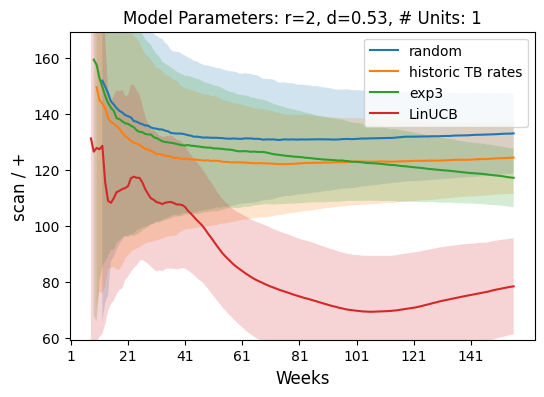 Model Parameters: r=2, d=0.53, # Units: 1
random
historic TB rates
exp3
LinUCB
scan / +
160
140
120
100
80
60
1 21 41 61 81 101 121 141
Weeks